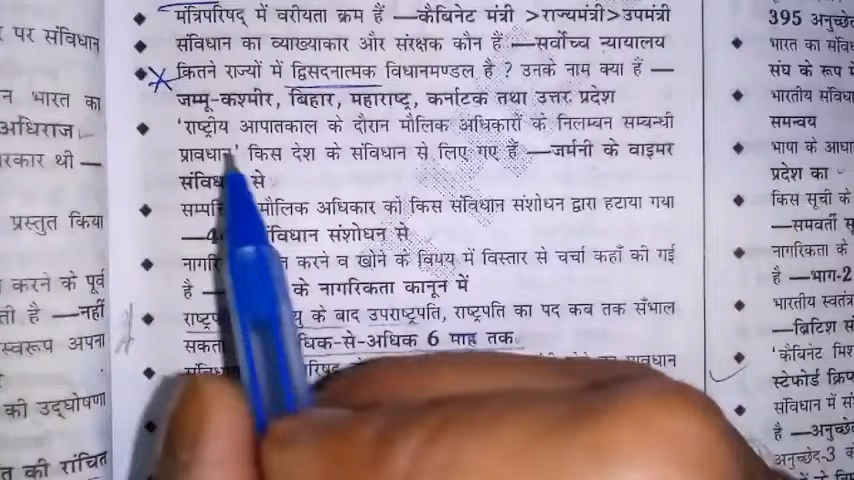 र पर संविधान
न भारत का
अधिराज
रकार थी —
प्रस्तुत किया
करने के पूर्व
ती है —नहीं
स्वरूप अपना
की उद्घोषणा
त की रांचित
मंत्रिपरिषद् में वरीयता क्रम हैं —कैबिनेट मंत्री >राज्यमंत्री>उपमंत्री
संविधान का व्याख्याकार और संरक्षक कौन हैं —सर्वोच्च न्यायालय
कितने राज्यों में द्विसदनात्मक विधानमण्डल है ? उनके नाम क्या हैं —
जम्मू-कश्मीर, बिहार, महाराष्ट्र, कर्नाटक तथा उत्तर प्रदेश
'राष्ट्रीय आपातकाल के दौरान मौलिक अधिकारों के निलम्बन सम्बन्धी
प्रावधान' किस देश के संविधान से लिए गए हैं —जर्मनी के वाइमर
संविधान से
सम्पत्ति मौलिक अधिकार को किस संविधान संशोधन द्वारा हटाया गया
संविधान संशोधन से
करने व खोने के विषय में विस्तार से चर्चा कहाँ की गई
है — के नागरिकता कानून में
के बाद उपराष्ट्रपति, राष्ट्रपति का पद कब तक सँभाल
सकता धिक-से-अधिक 6 माह तक
395 अनुच्छेद
भारत का संवि
संघ के रूप में
भारतीय संविधा
समन्वय
भाषा के आधा
प्रदेश का
किस सूची के
—समवर्ती सू
नागरिकता के
है —भाग-2
भारतीय स्वतंत्र
—ब्रिटिश सं
'कैबिनेट मिश
स्टेफोर्ड क्रिप
संविधान में सं
है —अनुच्छेद
अनुच्छेद-3 के